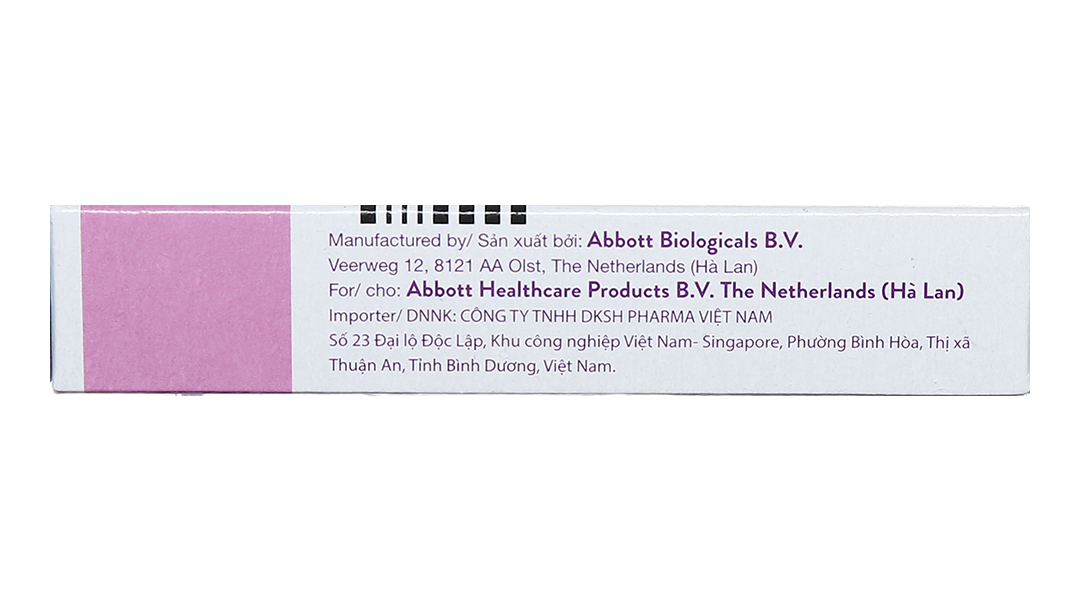 Manufactured by/ Sản xuất bởi: Abbott Biologicals B.V.
Veerweg 12, 8121 AA Olst, The Netherlands (Hà Lan)
For/ cho: Abbott Healthcare Products B.V. The Netherlands (Hà Lan)
Importer/ DNNK: CÔNG TY TNHH DKSH PHARMA VIỆT NAM
Số 23 Đại lộ Độc Lập, Khu công nghiệp Việt Nam- Singapore, Phường Bình Hòa, Thị xã
Thuận An, Tỉnh Bình Dương, Việt Nam.